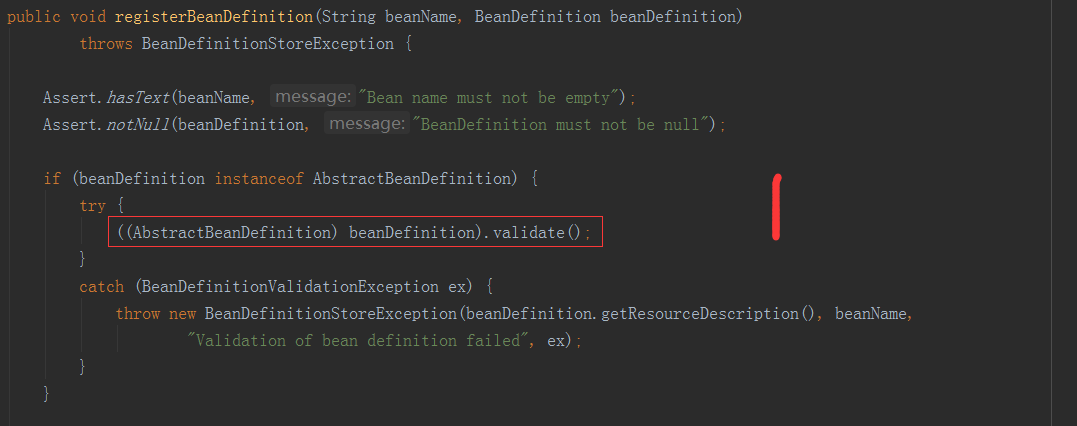 public void registerBeanDefinition(String beanName, BeanDefinition beanDefinition)
throws BeanDefinitionStoreException {
Assert.hasText(beanName, message: "Bean name must not be empty");
Assert.notNull(beanDefinition, message: "BeanDefinition must not be null");
if (beanDefinition instanceof AbstractBeanDefinition) {
try {
((AbstractBeanDefinition) beanDefinition).validate();
}
catch (BeanDefinitionValidationException ex) {
throw new BeanDefinitionStoreException(beanDefinition.getResourceDescription(), beanName,
"Validation of bean definition failed", ex);
}
}